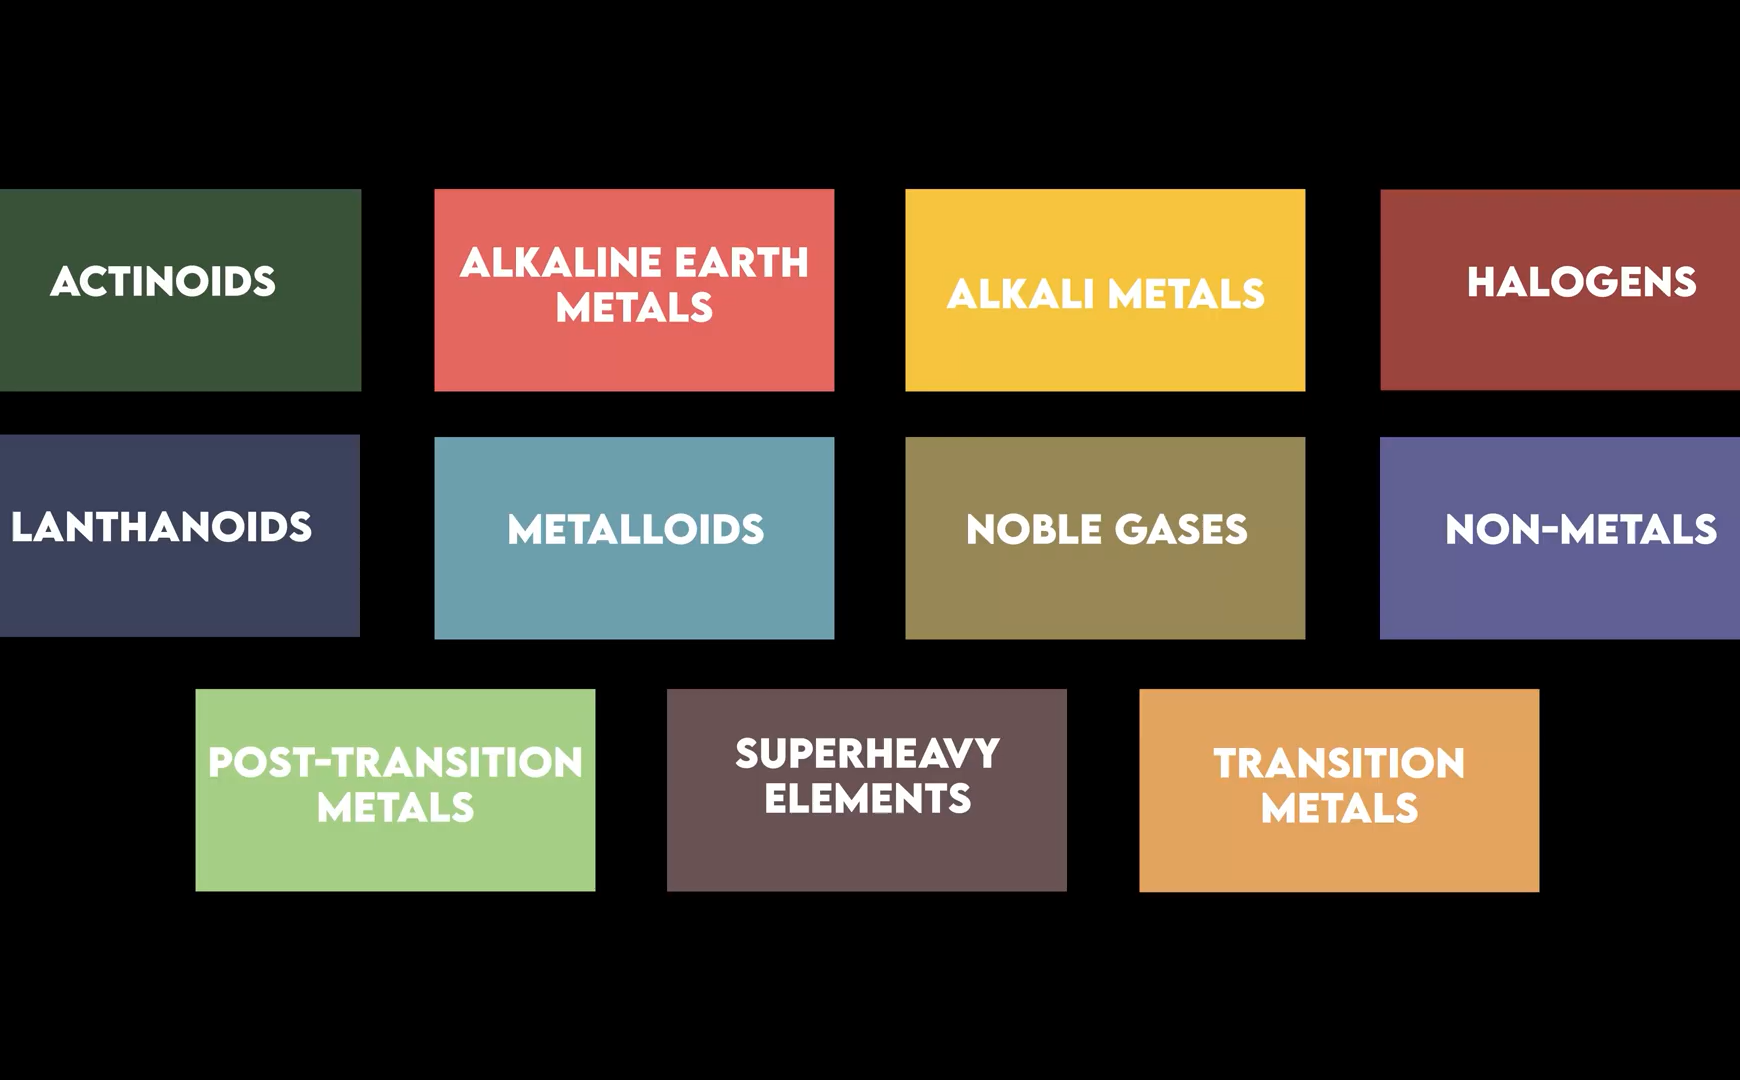 ACTINOIDS
ALKALINE EARTH
METALS
ALKALI METALS
HALOGENS
LANTHANOIDS
METALLOIDS
NOBLE GASES
NON-METALS
POST-TRANSITION
METALS
SUPERHEAVY
ELEMENTS
TRANSITION
METALS